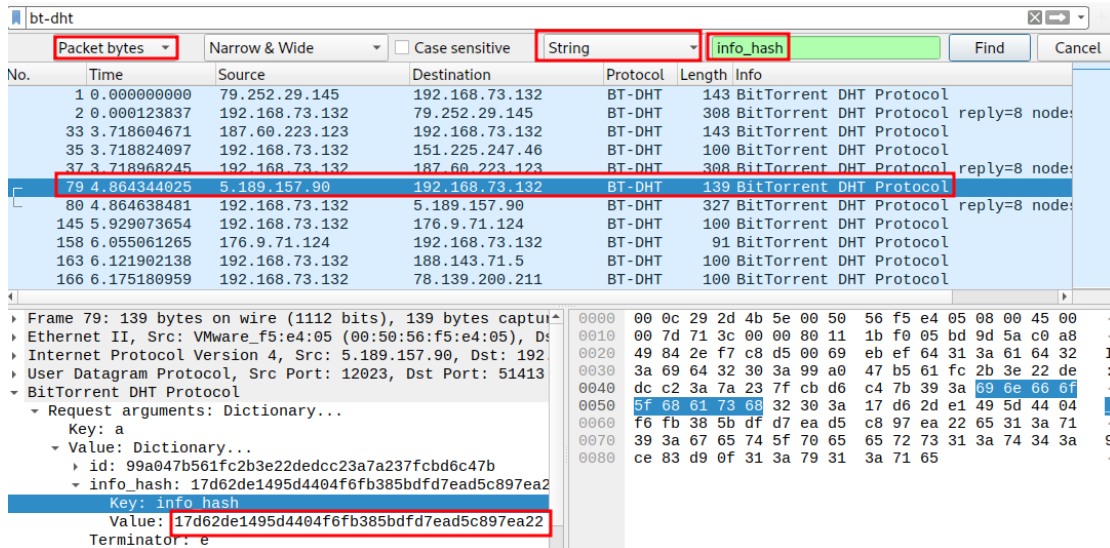 bt-dht
Packet bytes Narrow & Wide Case sensitive String info_hash Find Cancel
No. Time Source Destination Protocol Length Info
1 0.000000000 79.252.29.145 192.168.73.132 BT-DHT 143 BitTorrent DHT Protocol
2 0.000123837 192.168.73.132 79.252.29.145 BT-DHT 308 BitTorrent DHT Protocol reply=8 nodes
33 3.718604671 187.60.223.123 192.168.73.132 BT-DHT 143 BitTorrent DHT Protocol
35 3.718824097 192.168.73.132 151.225.247.46 BT-DHT 100 BitTorrent DHT Protocol
37 3.718968245 192.168.73.132 187.60.223.123 BT-DHT 308 BitTorrent DHT Protocol reply=8 nodes
79 4.864344025 5.189.157.90 192.168.73.132 BT-DHT 139 BitTorrent DHT Protocol
80 4.864638481 192.168.73.132 5.189.157.90 BT-DHT 327 BitTorrent DHT Protocol reply=8 nodes
145 5.929073654 192.168.73.132 176.9.71.124 BT-DHT 100 BitTorrent DHT Protocol
158 6.055061265 176.9.71.124 192.168.73.132 BT-DHT 91 BitTorrent DHT Protocol
163 6.121902138 192.168.73.132 188.143.71.5 BT-DHT 100 BitTorrent DHT Protocol
166 6.175180959 192.168.73.132 78.139.200.211 BT-DHT 100 BitTorrent DHT Protocol
Frame 79: 139 bytes on wire (1112 bits), 139 bytes captur
Ethernet II, Src: VMware_f5:e4:05 (00:50:56:f5:e4:05), Ds
Internet Protocol Version 4, Src: 5.189.157.90, Dst: 192.
User Datagram Protocol, Src Port: 12023, Dst Port: 51413
BitTorrent DHT Protocol
Request arguments: Dictionary...
Key: a
Value: Dictionary...
id: 99a047b561fc2b3e22dedcc23a7a237fcbd6c47b
info_hash: 17d62de1495d4404f6fb385bdfd7ead5c897ea2
Key: info_hash
Value: 17d62de1495d4404f6fb385bdfd7ead5c897ea22
Terminator: e
0000 00 0c 29 2d 4b 5e 00 50 56 f5 e4 05 08 00 45 00
0010 00 7d 71 3c 00 00 80 11 1b f0 05 bd 9d 5a c0 a8
0020 49 84 2e f7 c8 d5 00 69 eb ef 64 31 3a 61 64 32
0030 3a 69 64 32 30 3a 99 a0 47 b5 61 fc 2b 3e 22 de
0040 dc c2 3a 7a 23 7f cb d6 c4 7b 39 3a 69 6e 66 6f
0050 5f 68 61 73 68 32 30 3a 17 d6 2d e1 49 5d 44 04
0060 f6 fb 38 5b df d7 ea d5 c8 97 ea 22 65 31 3a 71
0070 39 3a 67 65 74 5f 70 65 65 72 73 31 3a 74 34 3a
0080 ce 83 d9 0f 31 3a 79 31 3a 71 65